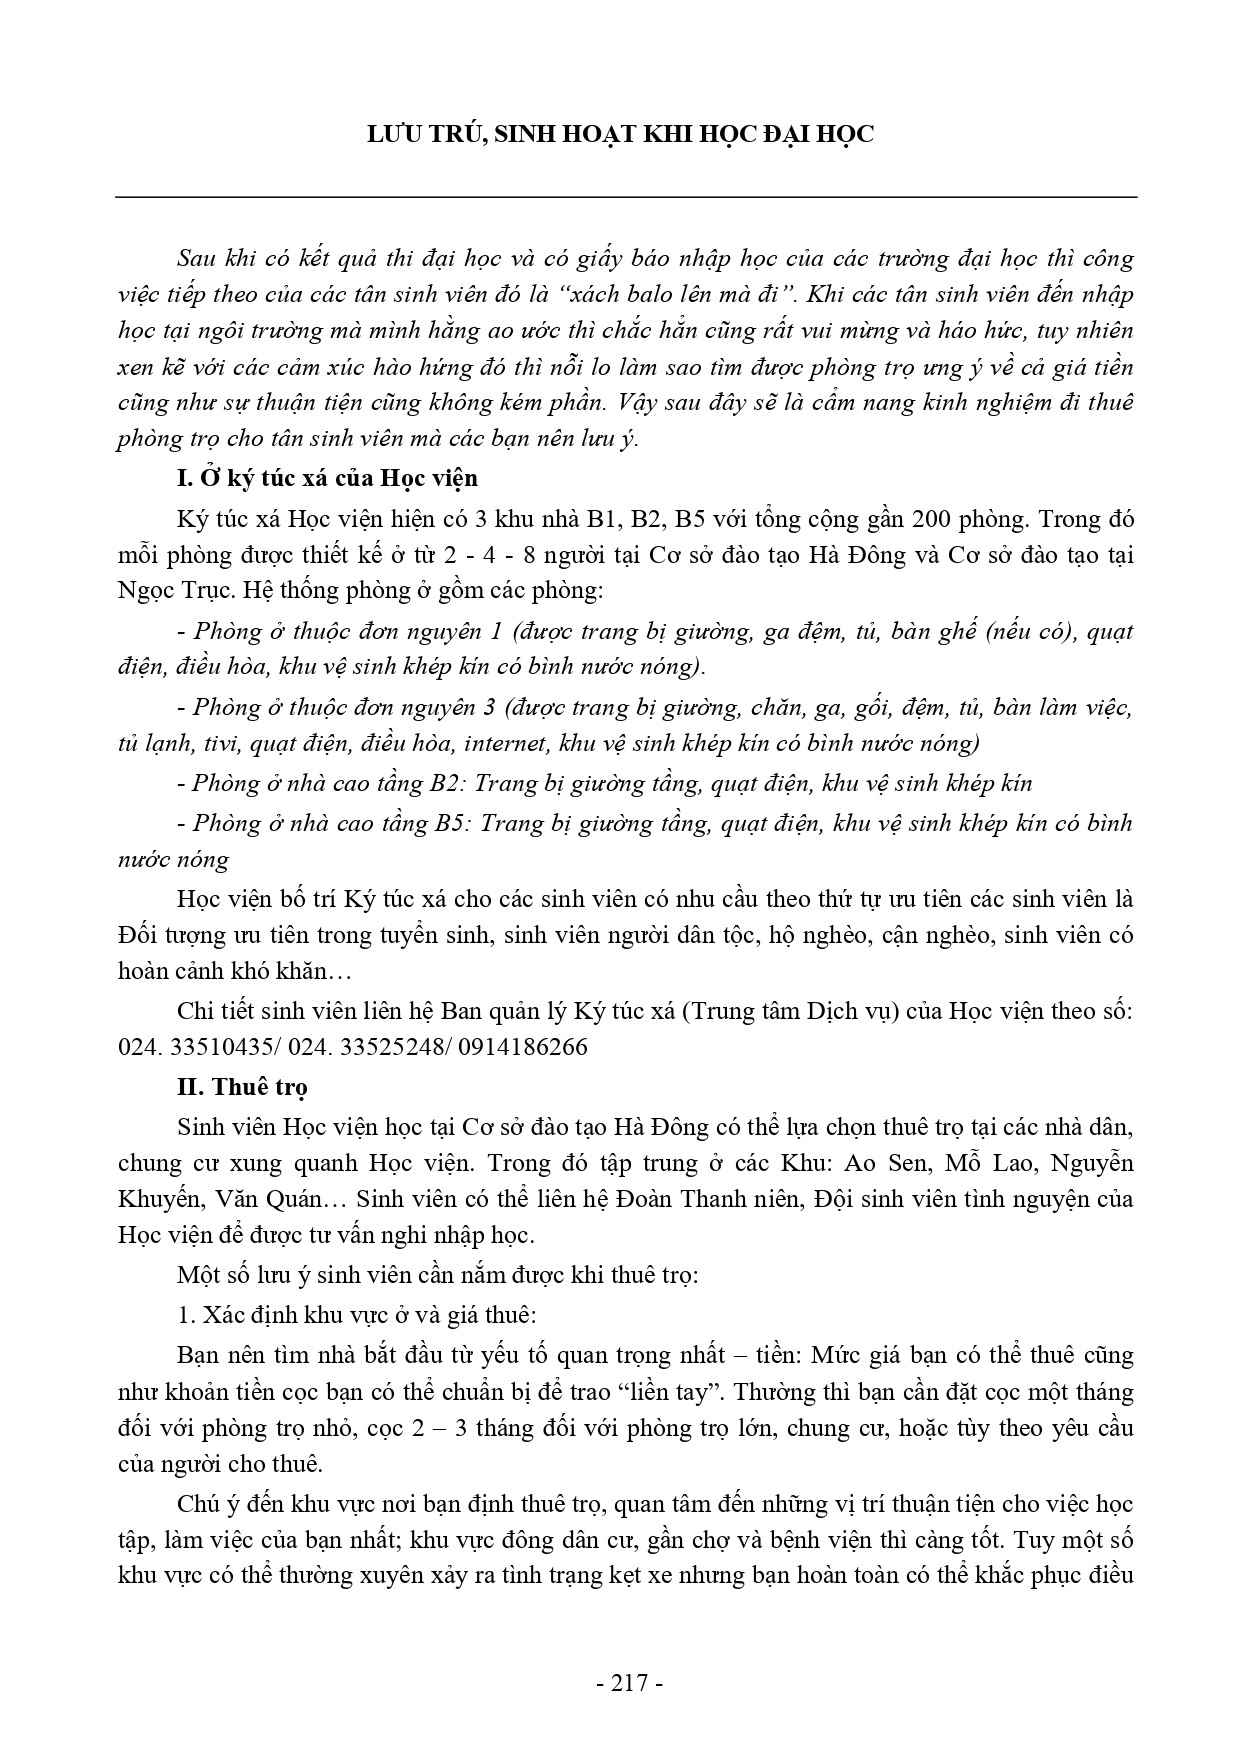 LƯU TRÚ, SINH HOẠT KHI HỌC ĐẠI HỌC
Sau khi có kết quả thi đại học và có giấy báo nhập học của các trường đại học thì công
việc tiếp theo của các tân sinh viên đó là “xách balo lên mà đi”. Khi các tân sinh viên đến nhập
học tại ngôi trường mà mình hằng ao ước thì chắc hẳn cũng rất vui mừng và háo hức, tuy nhiên
xen kẽ với các cảm xúc hào hứng đó thì nỗi lo làm sao tìm được phòng trọ ưng ý về cả giá tiền
cũng như sự thuận tiện cũng không kém phần. Vậy sau đây sẽ là cẩm nang kinh nghiệm đi thuê
phòng trọ cho tân sinh viên mà các bạn nên lưu ý.
I. Ở ký túc xá của Học viện
Ký túc xá Học viện hiện có 3 khu nhà B1, B2, B5 với tổng cộng gần 200 phòng. Trong đó
mỗi phòng được thiết kế ở từ 2 - 4 - 8 người tại Cơ sở đào tạo Hà Đông và Cơ sở đào tạo tại
Ngọc Trục. Hệ thống phòng ở gồm các phòng:
- Phòng ở thuộc đơn nguyên 1 (được trang bị giường, ga đệm, tủ, bàn ghế (nếu có), quạt
điện, điều hòa, khu vệ sinh khép kín có bình nước nóng).
- Phòng ở thuộc đơn nguyên 3 (được trang bị giường, chăn, ga, gối, đệm, tủ, bàn làm việc,
tủ lạnh, tivi, quạt điện, điều hòa, internet, khu vệ sinh khép kín có bình nước nóng)
- Phòng ở nhà cao tầng B2: Trang bị giường tầng, quạt điện, khu vệ sinh khép kín
- Phòng ở nhà cao tầng B5: Trang bị giường tầng, quạt điện, khu vệ sinh khép kín có bình
nước nóng
Học viện bố trí Ký túc xá cho các sinh viên có nhu cầu theo thứ tự ưu tiên các sinh viên là
Đối tượng ưu tiên trong tuyển sinh, sinh viên người dân tộc, hộ nghèo, cận nghèo, sinh viên có
hoàn cảnh khó khăn…
Chi tiết sinh viên liên hệ Ban quản lý Ký túc xá (Trung tâm Dịch vụ) của Học viện theo số:
024. 33510435/ 024. 33525248/ 0914186266
II. Thuê trọ
Sinh viên Học viện học tại Cơ sở đào tạo Hà Đông có thể lựa chọn thuê trọ tại các nhà dân,
chung cư xung quanh Học viện. Trong đó tập trung ở các Khu: Ao Sen, Mỗ Lao, Nguyễn
Khuyến, Văn Quán… Sinh viên có thể liên hệ Đoàn Thanh niên, Đội sinh viên tình nguyện của
Học viện để được tư vấn nghi nhập học.
Một số lưu ý sinh viên cần nắm được khi thuê trọ:
1. Xác định khu vực ở và giá thuê:
Bạn nên tìm nhà bắt đầu từ yếu tố quan trọng nhất – tiền: Mức giá bạn có thể thuê cũng
như khoản tiền cọc bạn có thể chuẩn bị để trao “liền tay”. Thường thì bạn cần đặt cọc một tháng
đối với phòng trọ nhỏ, cọc 2 – 3 tháng đối với phòng trọ lớn, chung cư, hoặc tùy theo yêu cầu
của người cho thuê.
Chú ý đến khu vực nơi bạn định thuê trọ, quan tâm đến những vị trí thuận tiện cho việc học
tập, làm việc của bạn nhất; khu vực đông dân cư, gần chợ và bệnh viện thì càng tốt. Tuy một số
khu vực có thể thường xuyên xảy ra tình trạng kẹt xe nhưng bạn hoàn toàn có thể khắc phục điều
- 217 -